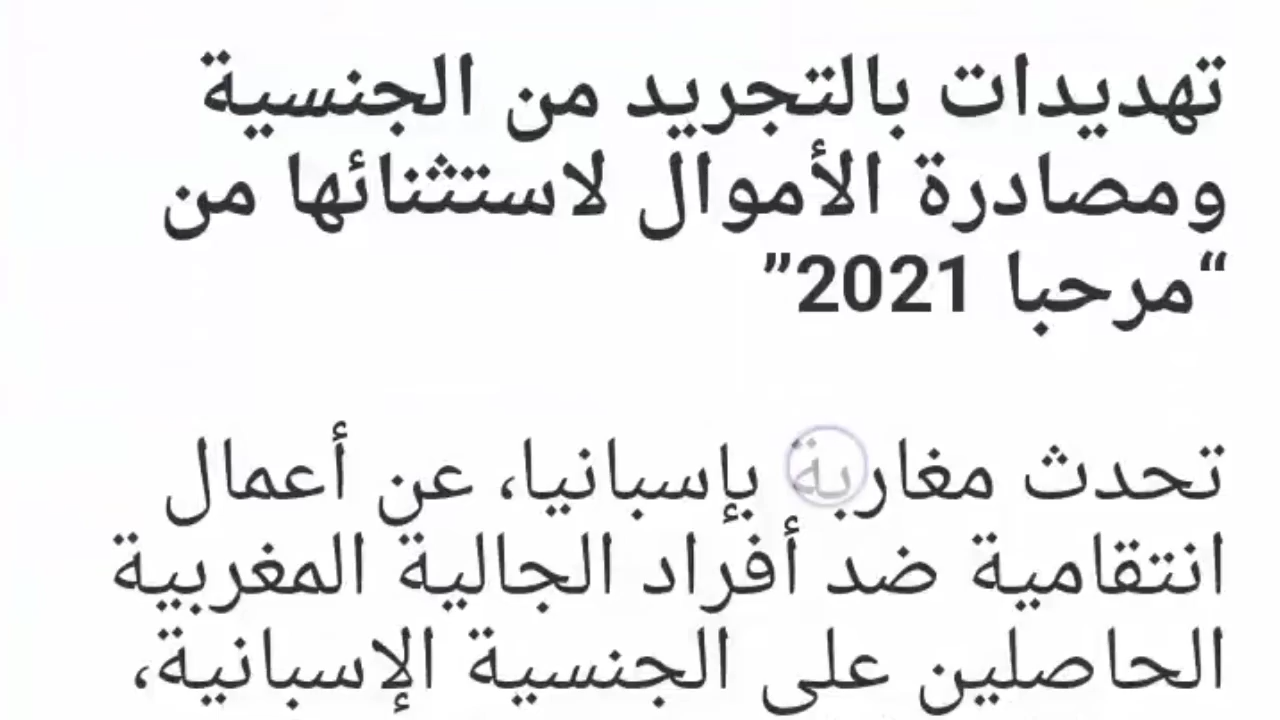 تهديدات بالتجريد من الجنسية
ومصادرة الأموال لاستثنائها من
“مرحبا 2021”
تحدث مغاربة بإسبانيا، عن أعمال
انتقامية ضد أفراد الجالية المغربية
الحاصلين على الجنسية الإسبانية،